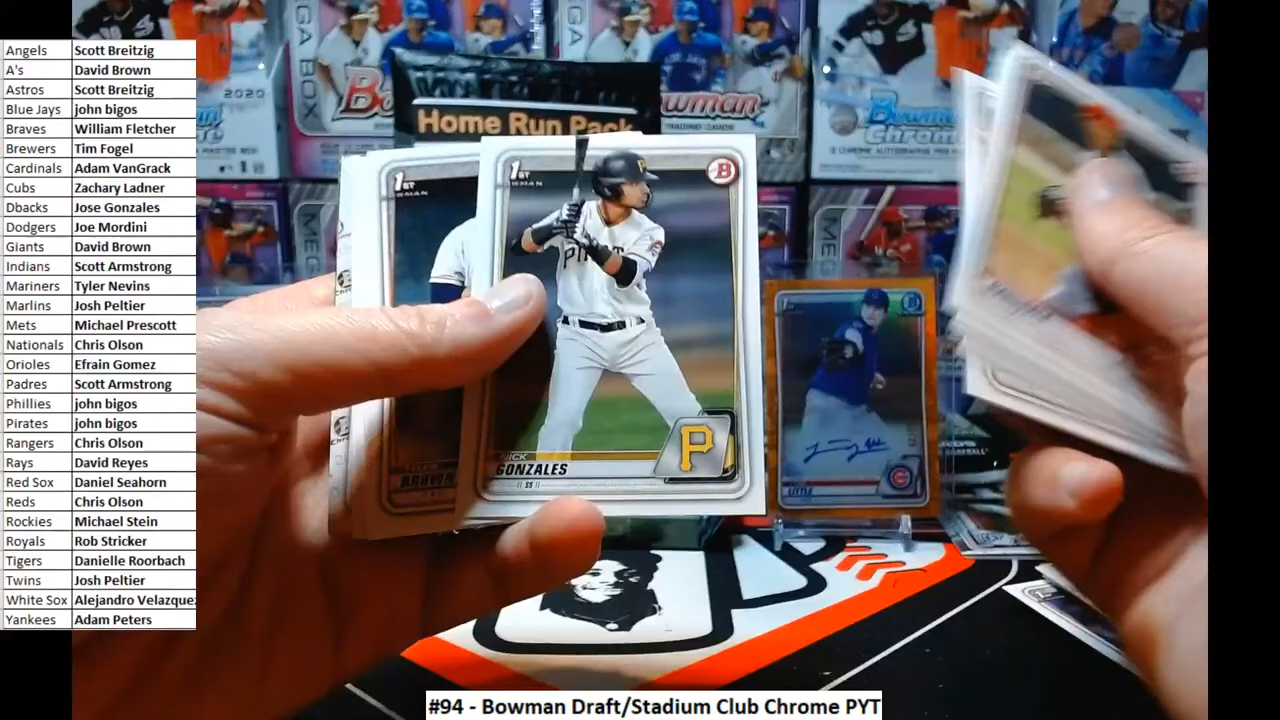 Angels Scott Breitzig
A's David Brown
Astros Scott Breitzig
Blue Jays john bigos
Braves William Fletcher
Brewers Tim Fogel
Cardinals Adam VanGrack
Cubs Zachary Ladner
Dbacks Jose Gonzales
Dodgers Joe Mordini
Giants David Brown
Indians Scott Armstrong
Mariners Tyler Nevins
Marlins Josh Peltier
Mets Michael Prescott
Nationals Chris Olson
Orioles Efrain Gomez
Padres Scott Armstrong
Phillies john bigos
Pirates john bigos
Rangers Chris Olson
Rays David Reyes
Red Sox Daniel Seahorn
Reds Chris Olson
Rockies Michael Stein
Royals Rob Stricker
Tigers Danielle Roorbach
Twins Josh Peltier
White Sox Alejandro Velazquez
Yankees Adam Peters
2020
MEGA BOX
Bowman
Chrome
Home Run Pack
1ST
BOWMAN
B
P
NICK
GONZALES
SS
1ST
BROWN
LITTLE
#94 - Bowman Draft/Stadium Club Chrome PYT